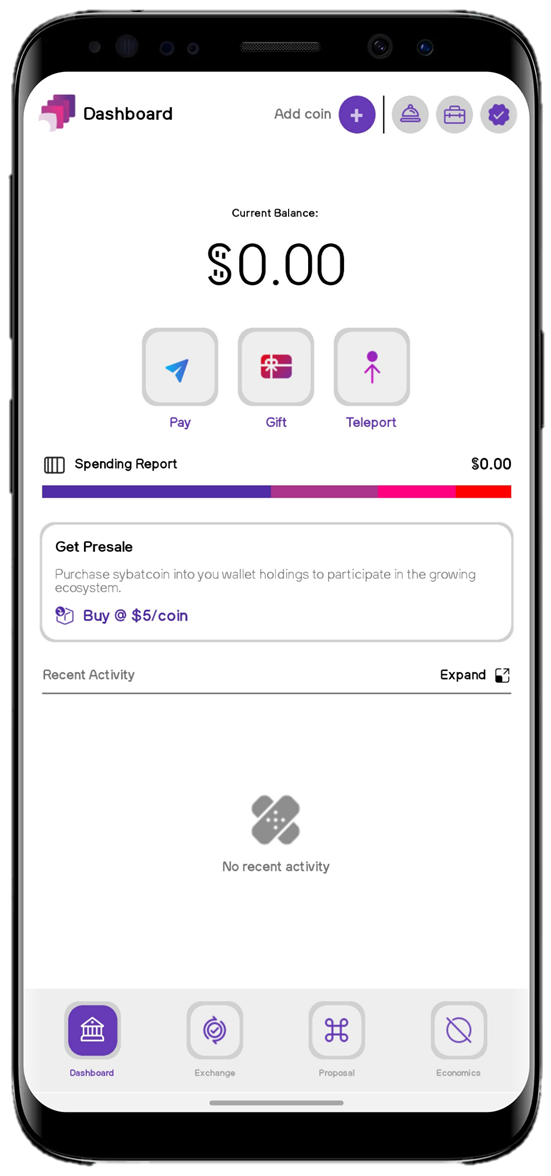 Dashboard
Add coin
Current Balance:
$0.00
Pay
Gift
Teleport
Spending Report
$0.00
Get Presale
Purchase sybatcoin into you wallet holdings to participate in the growing
ecosystem.
Buy @ $5/coin
Recent Activity
Expand
No recent activity
Dashboard
Exchange
Proposal
Economics